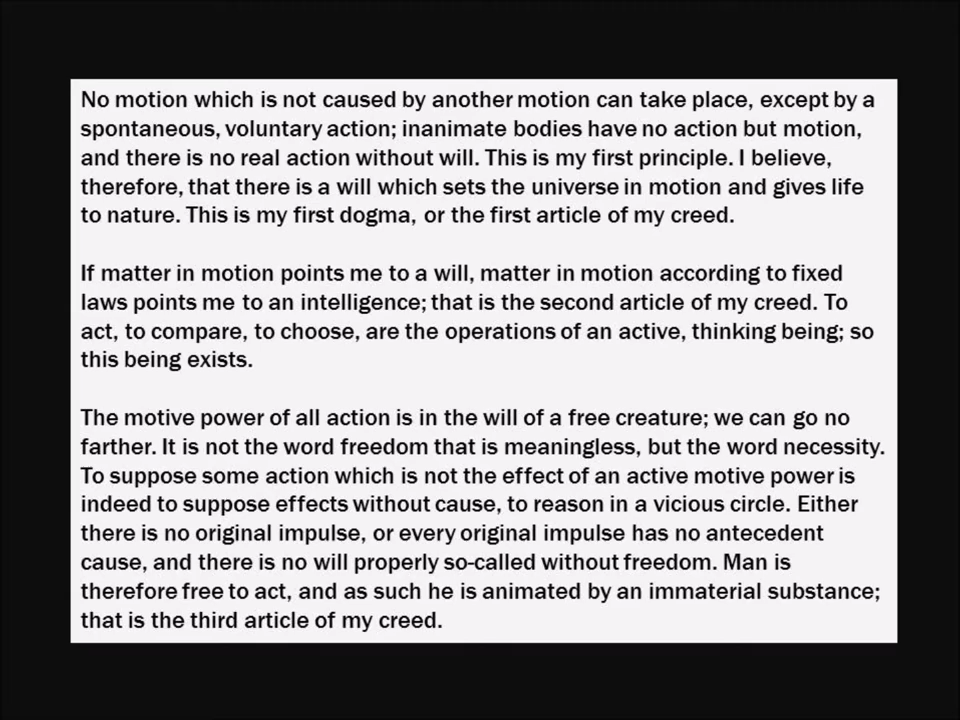 No motion which is not caused by another motion can take place, except by a
spontaneous, voluntary action; inanimate bodies have no action but motion,
and there is no real action without will. This is my first principle. I believe,
therefore, that there is a will which sets the universe in motion and gives life
to nature. This is my first dogma, or the first article of my creed.
If matter in motion points me to a will, matter in motion according to fixed
laws points me to an intelligence; that is the second article of my creed. To
act, to compare, to choose, are the operations of an active, thinking being; so
this being exists.
The motive power of all action is in the will of a free creature; we can go no
farther. It is not the word freedom that is meaningless, but the word necessity.
To suppose some action which is not the effect of an active motive power is
indeed to suppose effects without cause, to reason in a vicious circle. Either
there is no original impulse, or every original impulse has no antecedent
cause, and there is no will properly so-called without freedom. Man is
therefore free to act, and as such he is animated by an immaterial substance;
that is the third article of my creed.